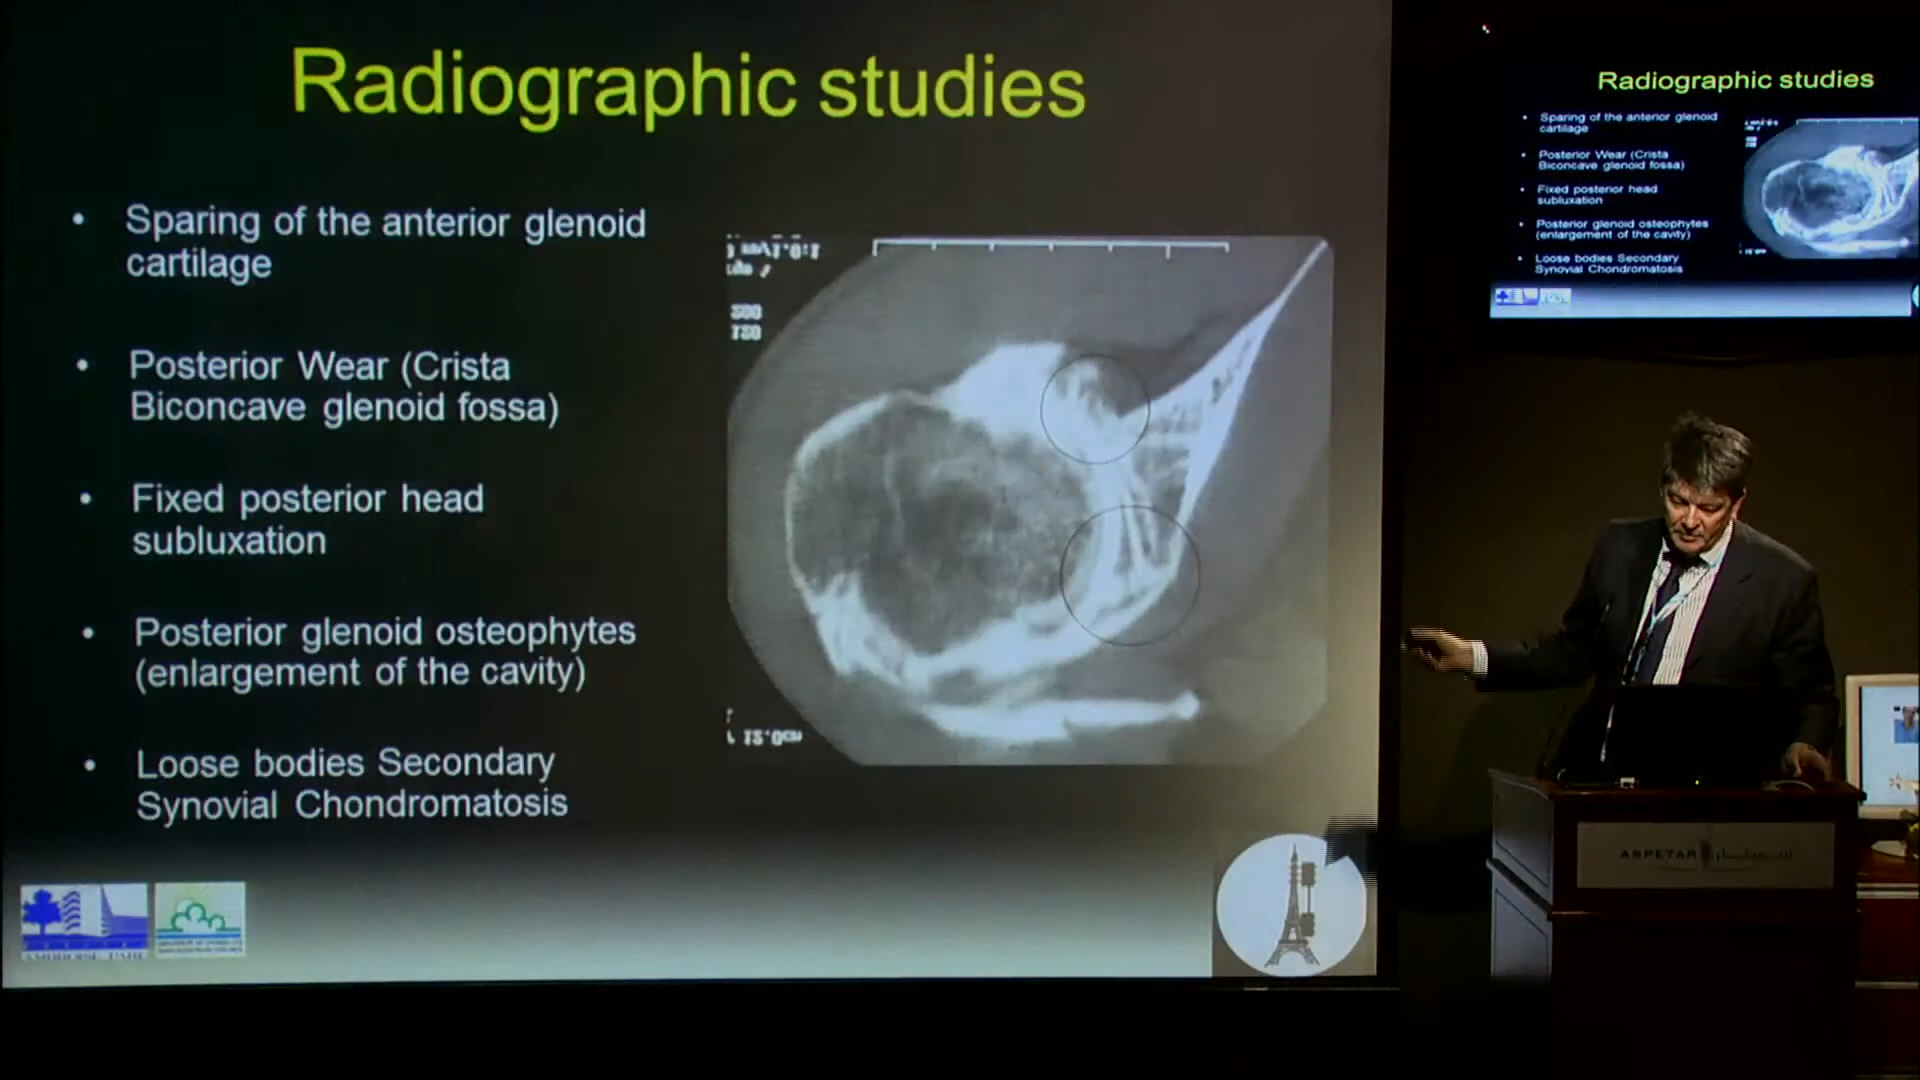 Radiographic studies
• Sparing of the anterior glenoid
cartilage
• Posterior Wear (Crista
Biconcave glenoid fossa)
• Fixed posterior head
subluxation
• Posterior glenoid osteophytes
(enlargement of the cavity)
• Loose bodies Secondary
Synovial Chondromatosis
Radiographic studies
• Sparing of the anterior glenoid
cartilage
• Posterior Wear (Crista
Biconcave glenoid fossa)
• Fixed posterior head
subluxation
• Posterior glenoid osteophytes
(enlargement of the cavity)
• Loose bodies Secondary
Synovial Chondromatosis
ASPETAR سبيتار